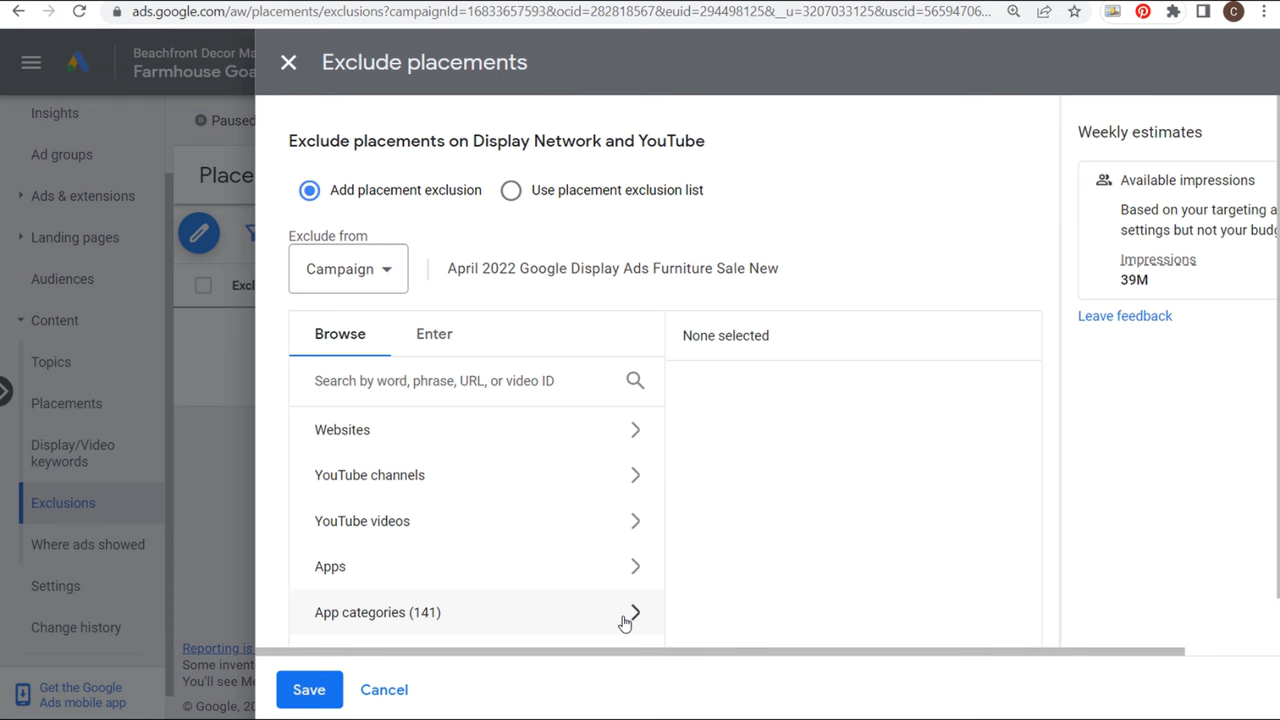 ads.google.com/aw/placements/exclusions?campaignId=16833657593&ocid=282818567&euid=294498125&__u=3207033125&uscid=56594706...
C
Beachfront Decor Ma
Farmhouse Goa
Exclude placements
Insights
Ad groups
Ads & extensions
Landing pages
Audiences
Content
Topics
Placements
Display/Video
keywords
Exclusions
Where ads showed
Settings
Change history
Get the Google
Ads mobile app
Paused
Place
Excl
Reporting is
Some invent
You'll see Me
© Google, 20
Exclude placements on Display Network and YouTube
Add placement exclusion
Use placement exclusion list
Exclude from
Campaign
April 2022 Google Display Ads Furniture Sale New
Browse
Enter
None selected
Search by word, phrase, URL, or video ID
Websites
YouTube channels
YouTube videos
Apps
App categories (141)
Save
Cancel
Weekly estimates
Available impressions
Based on your targeting a
settings but not your budg
Impressions
39M
Leave feedback